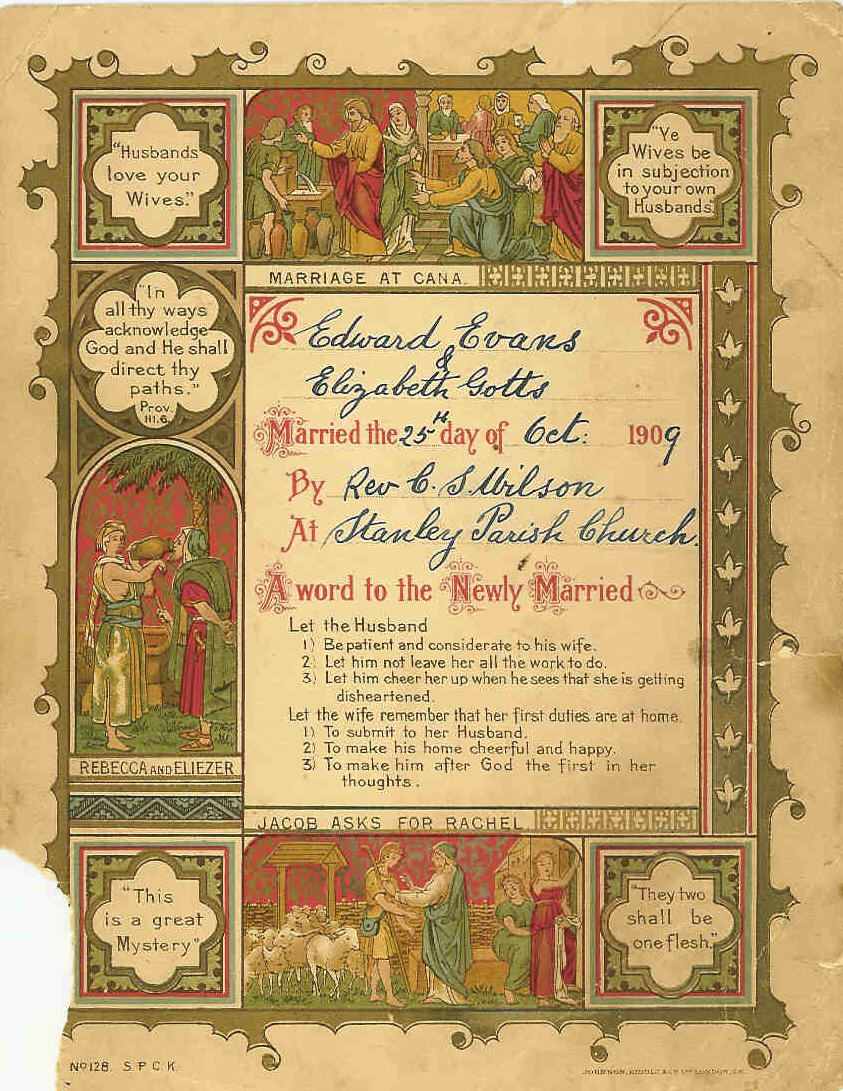 "Husbands
love your
Wives."
"Ye
Wives be
in subjection
to your own
Husbands"
MARRIAGE AT CANA.
"In
all thy ways
acknowledge
God and He shall
direct thy
paths."
Prov.
III.6.
Edward Evans
&
Elizabeth Gotts
Married the 25th day of Oct: 1909
By Rev C. S. Wilson
At Stanley Parish Church.
A word to the Newly Married
Let the Husband
1) Be patient and considerate to his wife.
2) Let him not leave her all the work to do.
3) Let him cheer her up when he sees that she is getting
disheartened.
Let the wife remember that her first duties are at home.
1) To submit to her Husband.
2) To make his home cheerful and happy.
3) To make him after God the first in her
thoughts.
REBECCA AND ELIEZER
JACOB ASKS FOR RACHEL
"This
is a great
Mystery"
"They two
shall be
one flesh."
No 128. S.P.C.K.
JOHNSON, RIDDLE & CO LTD LONDON, S.E.